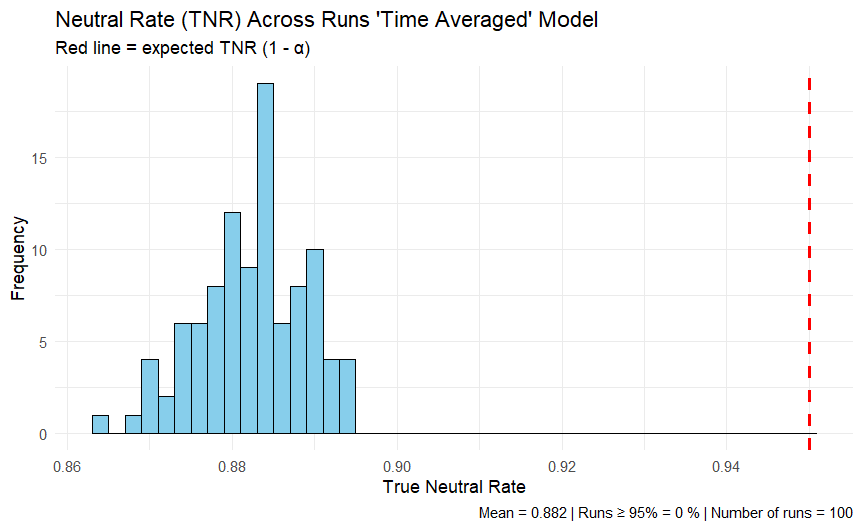 Neutral Rate (TNR) Across Runs 'Time Averaged' Model
Red line = expected TNR (1 - α)
Frequency
15
10
5
0
0.86
0.88
0.90
0.92
0.94
True Neutral Rate
Mean = 0.882 | Runs ≥ 95% = 0 % | Number of runs = 100